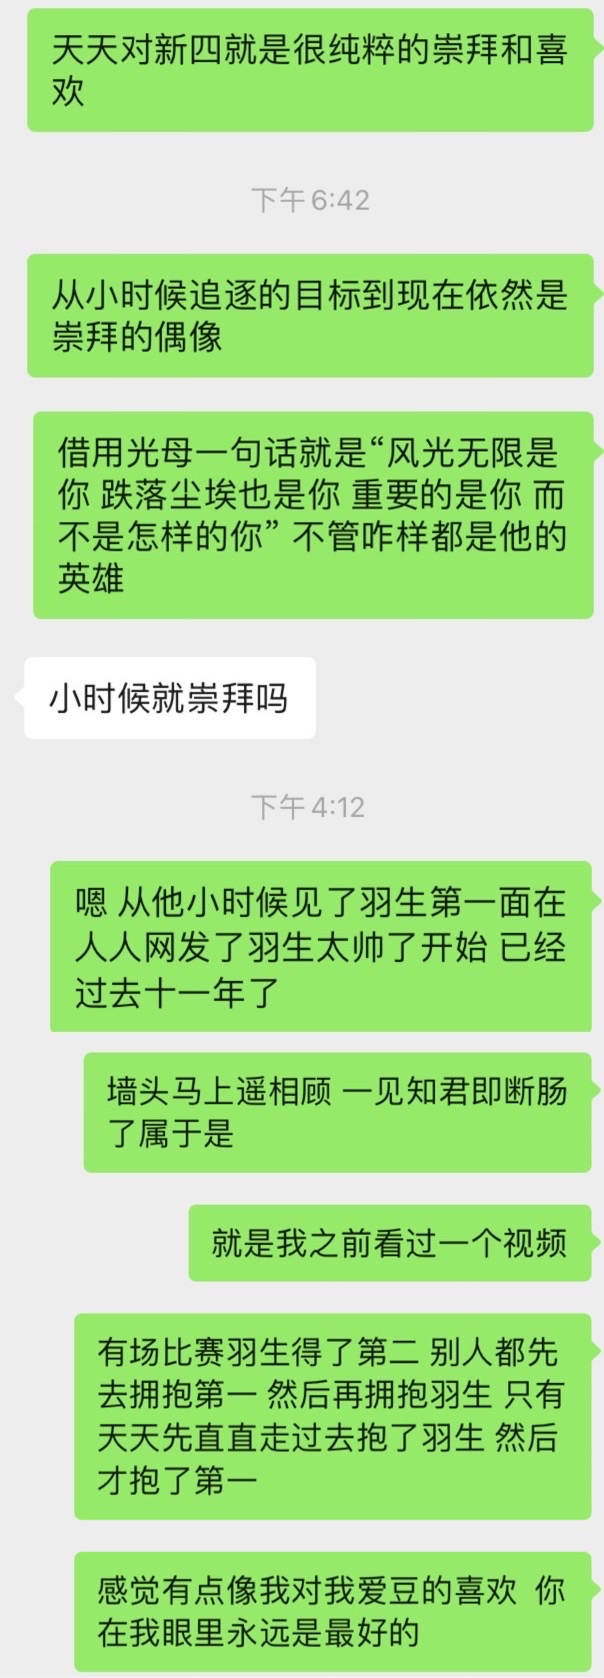 天天对新四就是很纯粹的崇拜和喜
欢
下午 6:42
从小时候追逐的目标到现在依然是
崇拜的偶像
借用光母一句话就是“风光无限是
你 跌落尘埃也是你 重要的是你 而
不是怎样的你” 不管咋样都是他的
英雄
小时候就崇拜吗
下午 4:12
嗯 从他小时候见了羽生第一面在
人人网发了羽生太帅了开始 已经
过去十一年了
墙头马上遥相顾 一见知君即断肠
了属于是
就是我之前看过一个视频
有场比赛羽生得了第二 别人都先
去拥抱第一 然后再拥抱羽生 只有
天天先直直走过去抱了羽生 然后
才抱了第一
感觉有点像我对我爱豆的喜欢  你
在我眼里永远是最好的